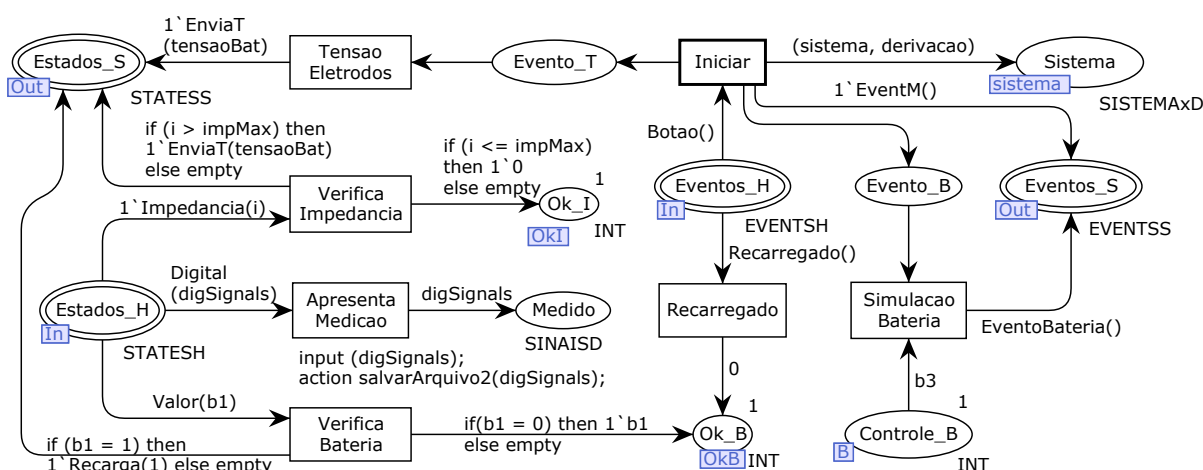 1`EnviaT
(tensaoBat)
Estados_S
Out
STATESS
Tensao
Eletrodos
Evento_T
Iniciar
(sistema, derivacao)
Sistema
sistema
SISTEMAxD
1`EventM()
Botao()
if (i > impMax) then
1`EnviaT(tensaoBat)
else empty
if (i <= impMax)
then 1`0
else empty
1
Verifica
Impedancia
Ok_I
OkI
INT
Eventos_H
In
EVENTSH
Evento_B
Eventos_S
Out
EVENTSS
1`Impedancia(i)
Recarregado()
Digital
(digSignals)
Estados_H
In
STATESH
Apresenta
Medicao
digSignals
Medido
SINAISD
Recarregado
Simulacao
Bateria
EventoBateria()
input (digSignals);
action salvarArquivo2(digSignals);
0
b3
Valor(b1)
Verifica
Bateria
if(b1 = 0) then 1`b1
else empty
1
Ok_B
OkB
INT
1
Controle_B
B
INT
if (b1 = 1) then
1`Recarga(1) else empty